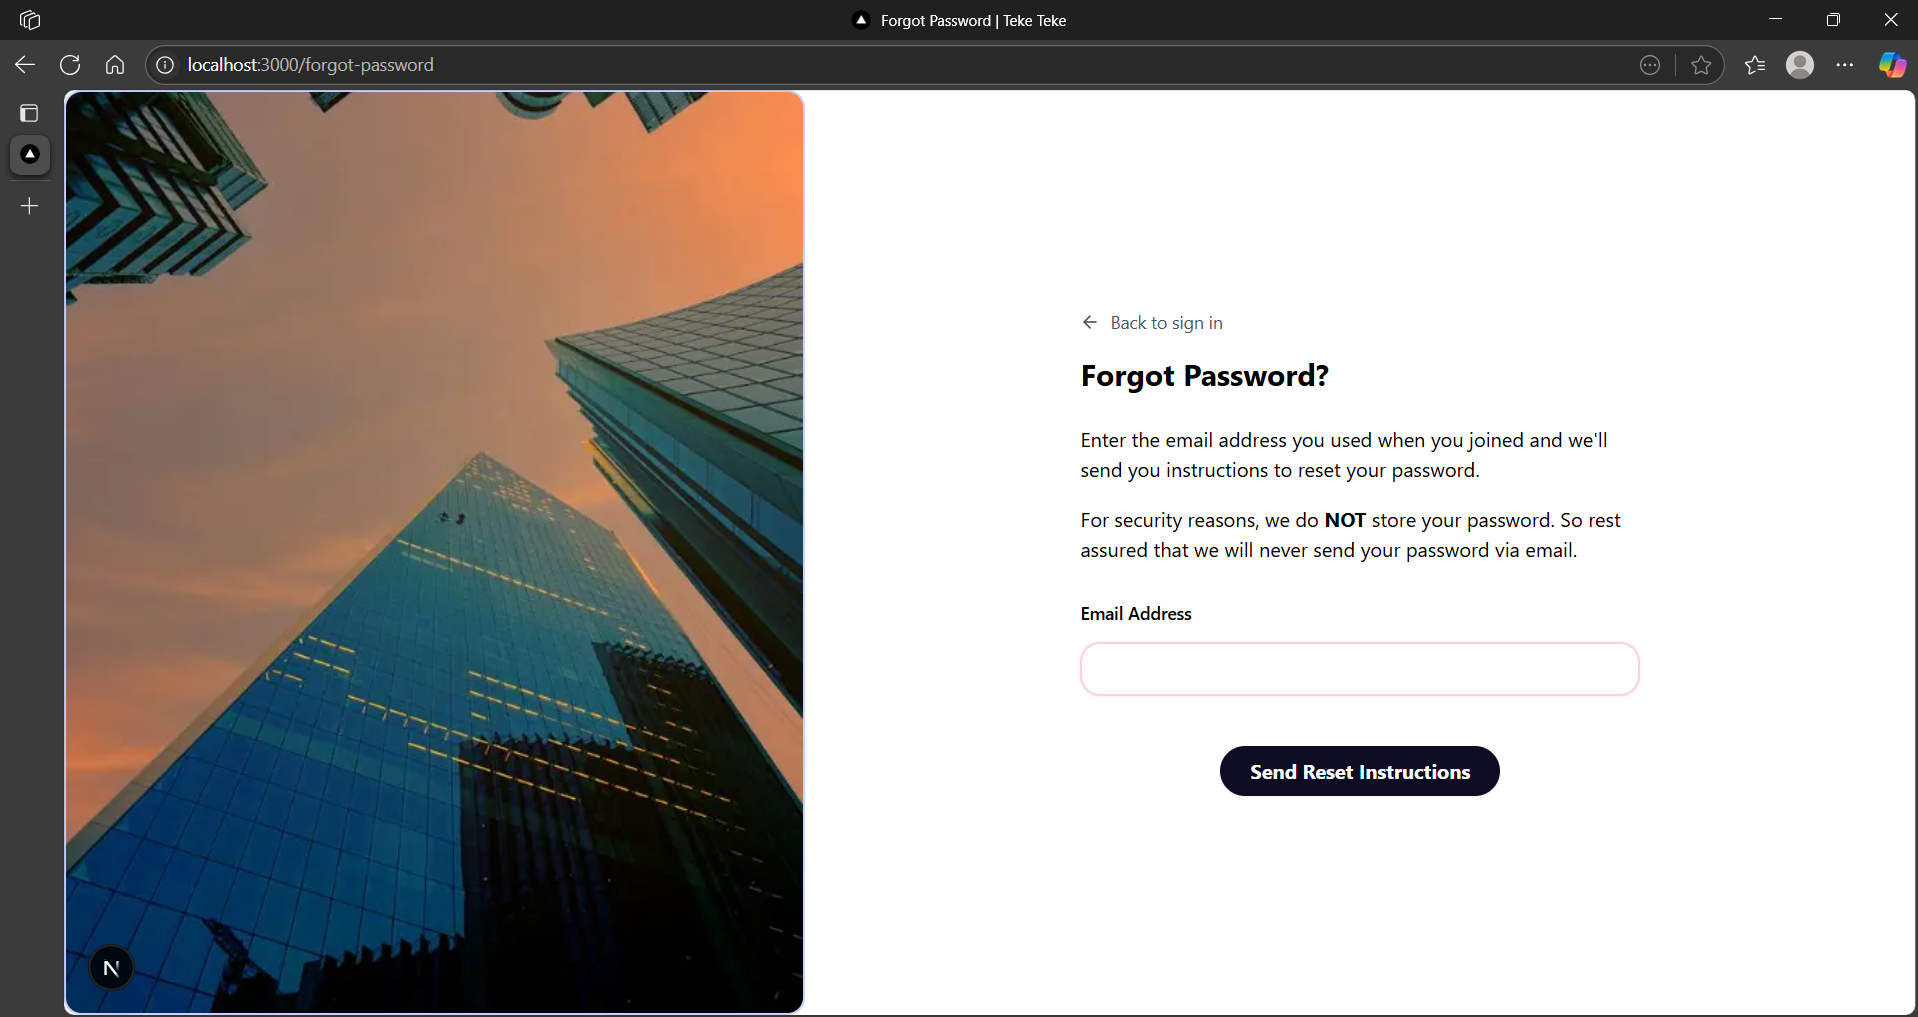 Forgot Password | Teke Teke
localhost:3000/forgot-password
Back to sign in
Forgot Password?
Enter the email address you used when you joined and we'll
send you instructions to reset your password.
For security reasons, we do NOT store your password. So rest
assured that we will never send your password via email.
Email Address
Send Reset Instructions
N